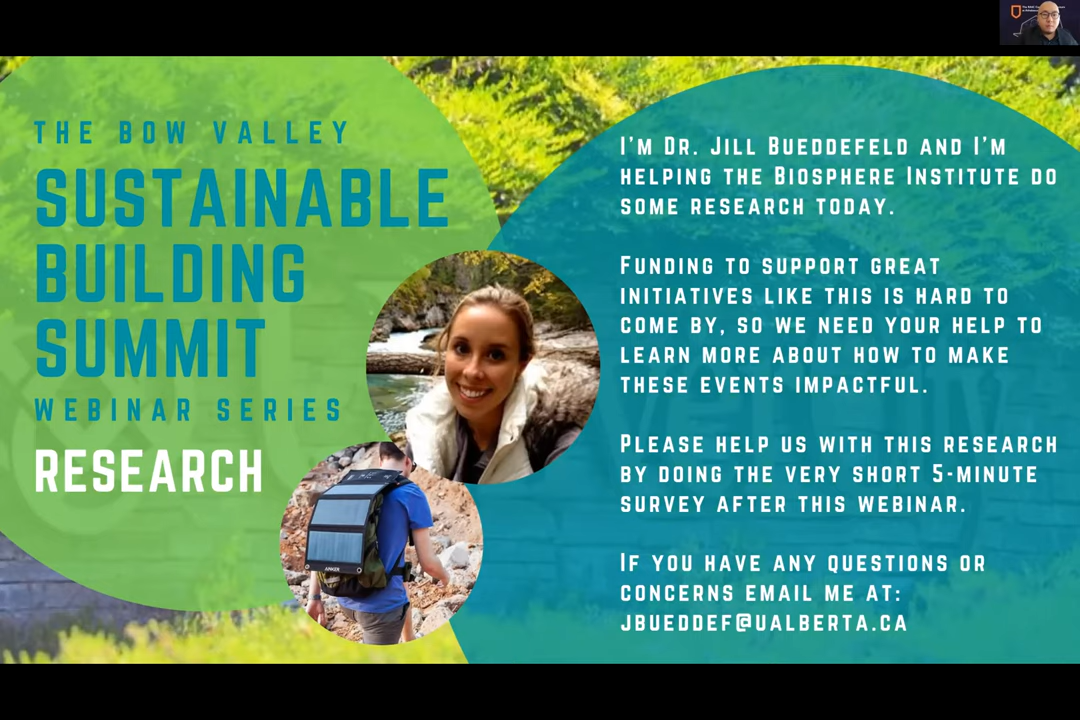 THE BOW VALLEY
SUSTAINABLE
BUILDING
SUMMIT
WEBINAR SERIES
RESEARCH
ANKER
I'M DR. JILL BUEDDEFELD AND I'M
HELPING THE BIOSPHERE INSTITUTE DO
SOME RESEARCH TODAY.
FUNDING TO SUPPORT GREAT
INITIATIVES LIKE THIS IS HARD TO
COME BY, SO WE NEED YOUR HELP TO
LEARN MORE ABOUT HOW TO MAKE
THESE EVENTS IMPACTFUL.
PLEASE HELP US WITH THIS RESEARCH
BY DOING THE VERY SHORT 5-MINUTE
SURVEY AFTER THIS WEBINAR.
IF YOU HAVE ANY QUESTIONS OR
CONCERNS EMAIL ME AT:
JBUEDDEF@UALBERTA.CA